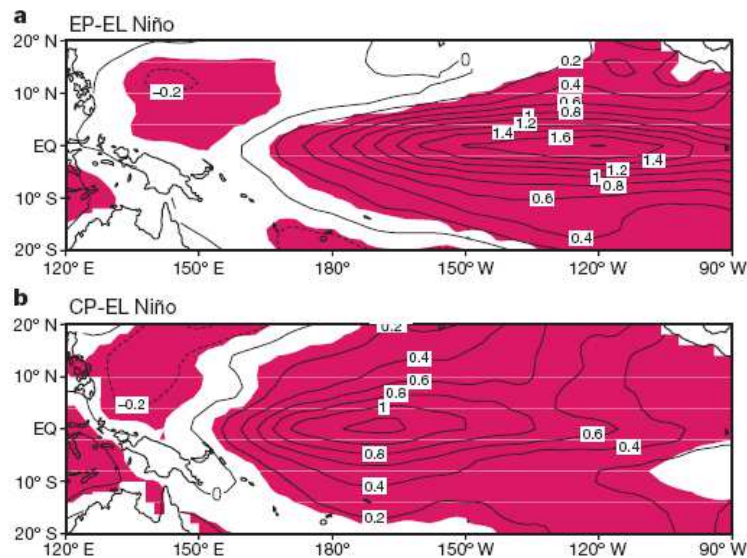 a
EP-EL Niño
20° N
10° N
EQ
10° S
20° S
120° E
150° E
180°
150° W
120° W
90° W
0
0.2
−0.2
0.4
0.6
0.8
1
1.2
1.4
1.6
1.4
1.2
1
0.8
0.6
0.4
b
CP-EL Niño
20° N
10° N
EQ
10° S
20° S
120° E
150° E
180°
150° W
120° W
90° W
0.2
0.4
−0.2
0.6
0.8
1
0.6
0.4
0.8
0.4
0
0.2